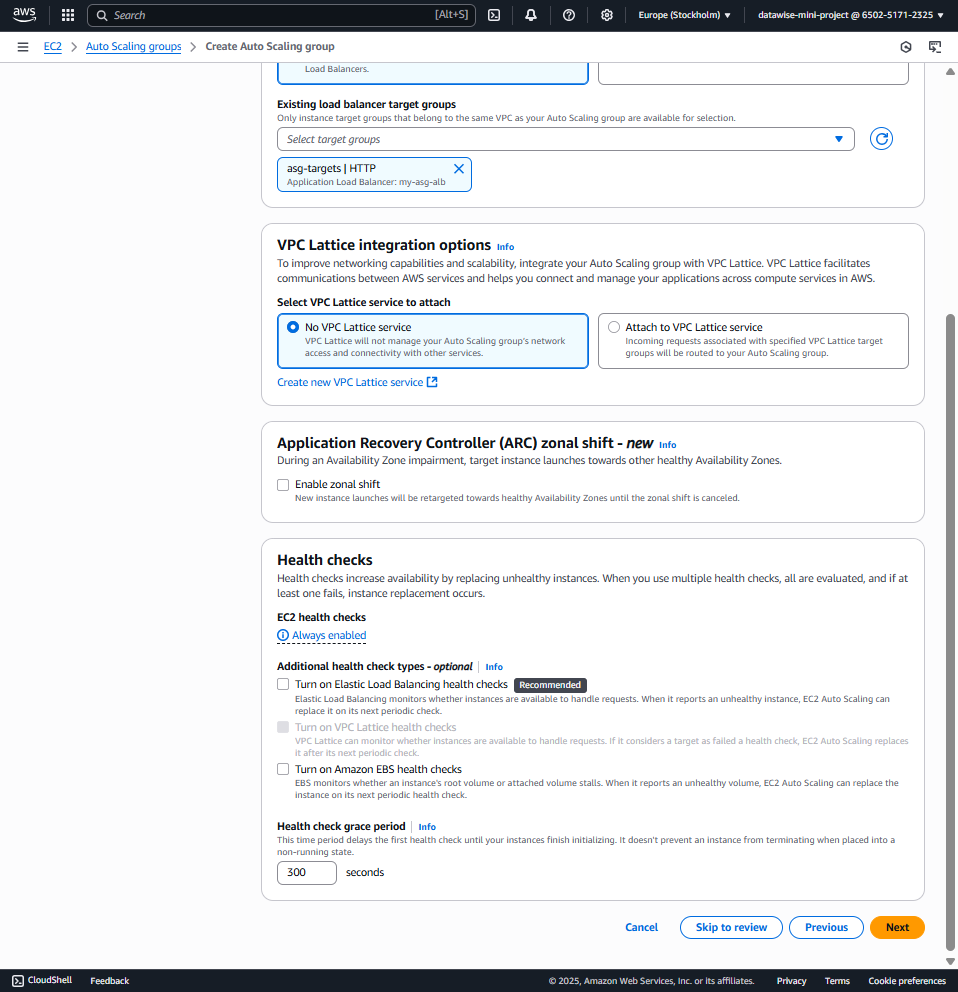 aws
Search [Alt+S]
Europe (Stockholm) ▼
datawise-mini-project @ 6502-5171-2325 ▼
EC2 > Auto Scaling groups > Create Auto Scaling group
Load Balancers.
Existing load balancer target groups
Only instance target groups that belong to the same VPC as your Auto Scaling group are available for selection.
Select target groups
asg-targets | HTTP
Application Load Balancer: my-asg-alb
VPC Lattice integration options Info
To improve networking capabilities and scalability, integrate your Auto Scaling group with VPC Lattice. VPC Lattice facilitates
communications between AWS services and helps you connect and manage your applications across compute services in AWS.
Select VPC Lattice service to attach
No VPC Lattice service
VPC Lattice will not manage your Auto Scaling group's network
access and connectivity with other services.
Attach to VPC Lattice service
Incoming requests associated with specified VPC Lattice target
groups will be routed to your Auto Scaling group.
Create new VPC Lattice service
Application Recovery Controller (ARC) zonal shift - new Info
During an Availability Zone impairment, target instance launches towards other healthy Availability Zones.
Enable zonal shift
New instance launches will be retargeted towards healthy Availability Zones until the zonal shift is canceled.
Health checks
Health checks increase availability by replacing unhealthy instances. When you use multiple health checks, all are evaluated, and if at
least one fails, instance replacement occurs.
EC2 health checks
Always enabled
Additional health check types - optional | Info
Turn on Elastic Load Balancing health checks Recommended
Elastic Load Balancing monitors whether instances are available to handle requests. When it reports an unhealthy instance, EC2 Auto Scaling can
replace it on its next periodic check.
Turn on VPC Lattice health checks
VPC Lattice can monitor whether instances are available to handle requests. If it considers a target as failed a health check, EC2 Auto Scaling replaces
it after its next periodic check.
Turn on Amazon EBS health checks
EBS monitors whether an instance's root volume or attached volume stalls. When it reports an unhealthy volume, EC2 Auto Scaling can replace the
instance on its next periodic health check.
Health check grace period | Info
This time period delays the first health check until your instances finish initializing. It doesn't prevent an instance from terminating when placed into a
non-running state.
300 seconds
Cancel Skip to review Previous Next
CloudShell Feedback © 2025, Amazon Web Services, Inc. or its affiliates. Privacy Terms Cookie preferences